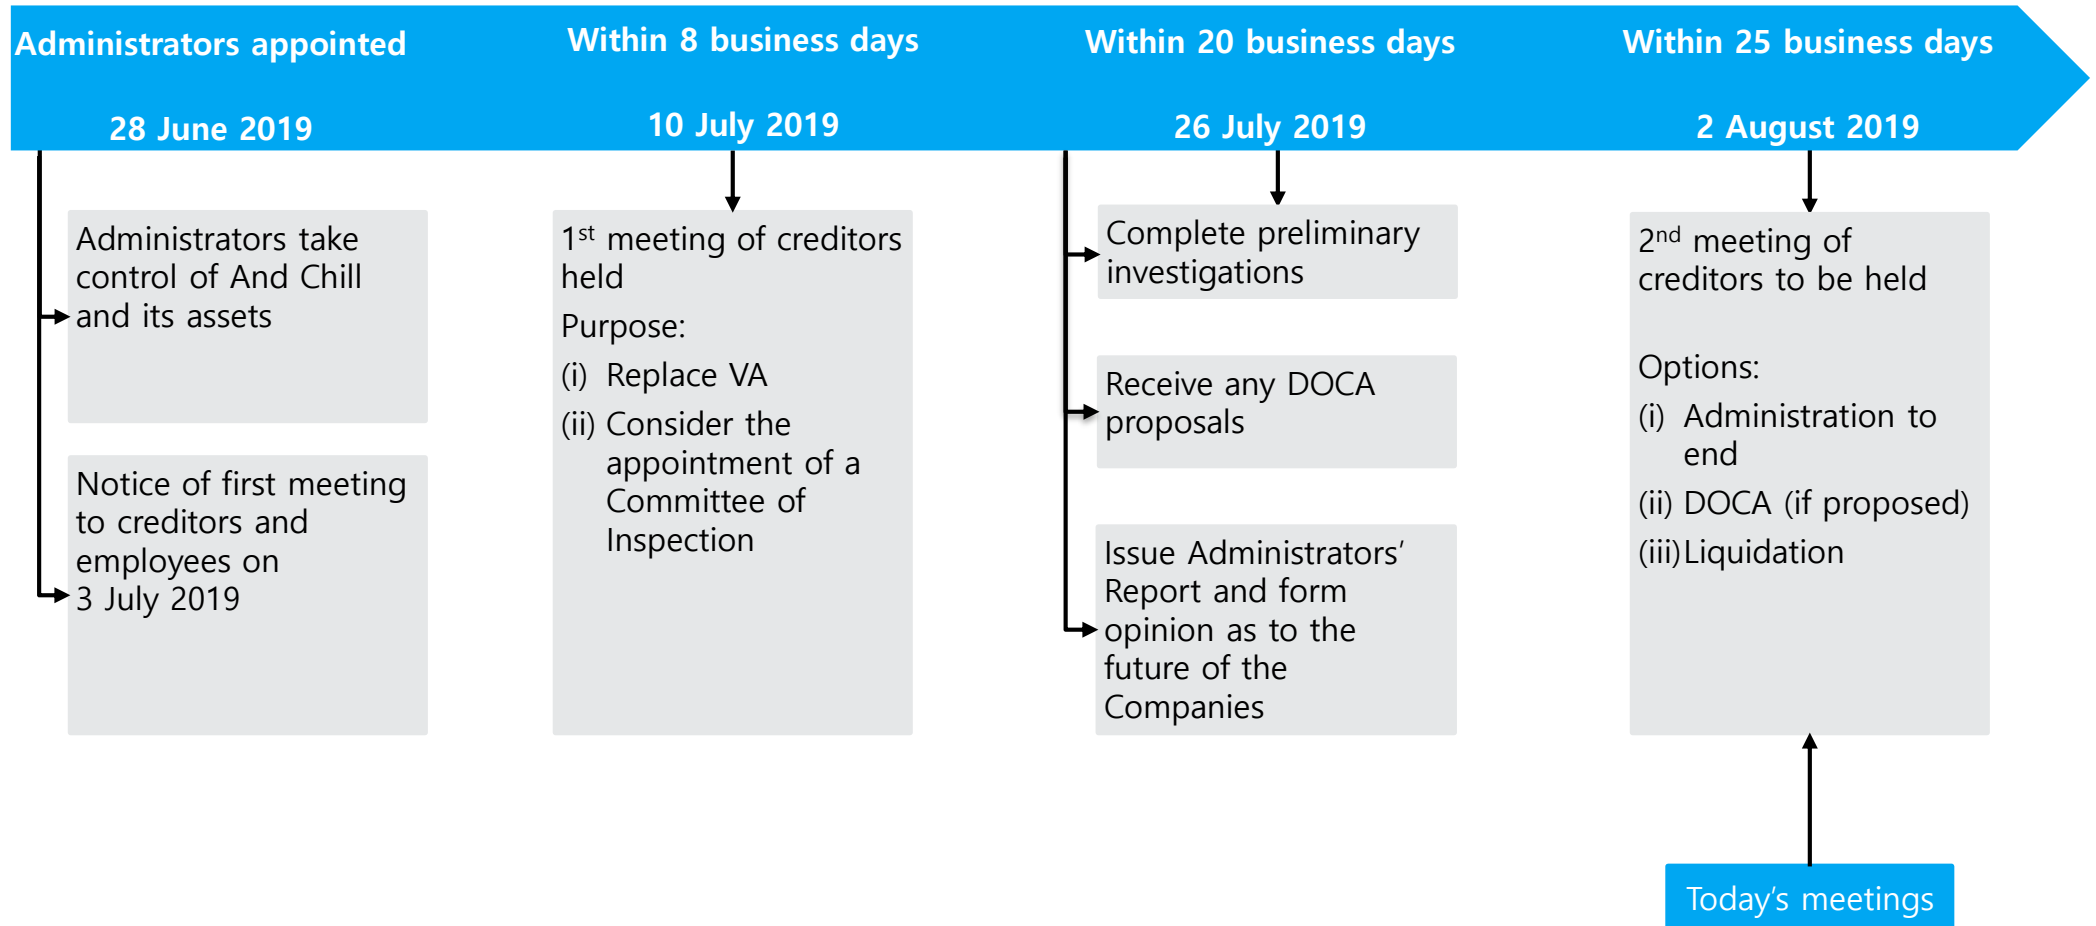 Administrators appointed
28 June 2019
Within 8 business days
10 July 2019
Within 20 business days
26 July 2019
Within 25 business days
2 August 2019
Administrators take
control of And Chill
and its assets
Notice of first meeting
to creditors and
employees on
3 July 2019
1st meeting of creditors
held
Purpose:
(i) Replace VA
(ii) Consider the
appointment of a
Committee of
Inspection
Complete preliminary
investigations
Receive any DOCA
proposals
Issue Administrators’
Report and form
opinion as to the
future of the
Companies
2nd meeting of
creditors to be held
Options:
(i) Administration to
end
(ii) DOCA (if proposed)
(iii) Liquidation
Today’s meetings